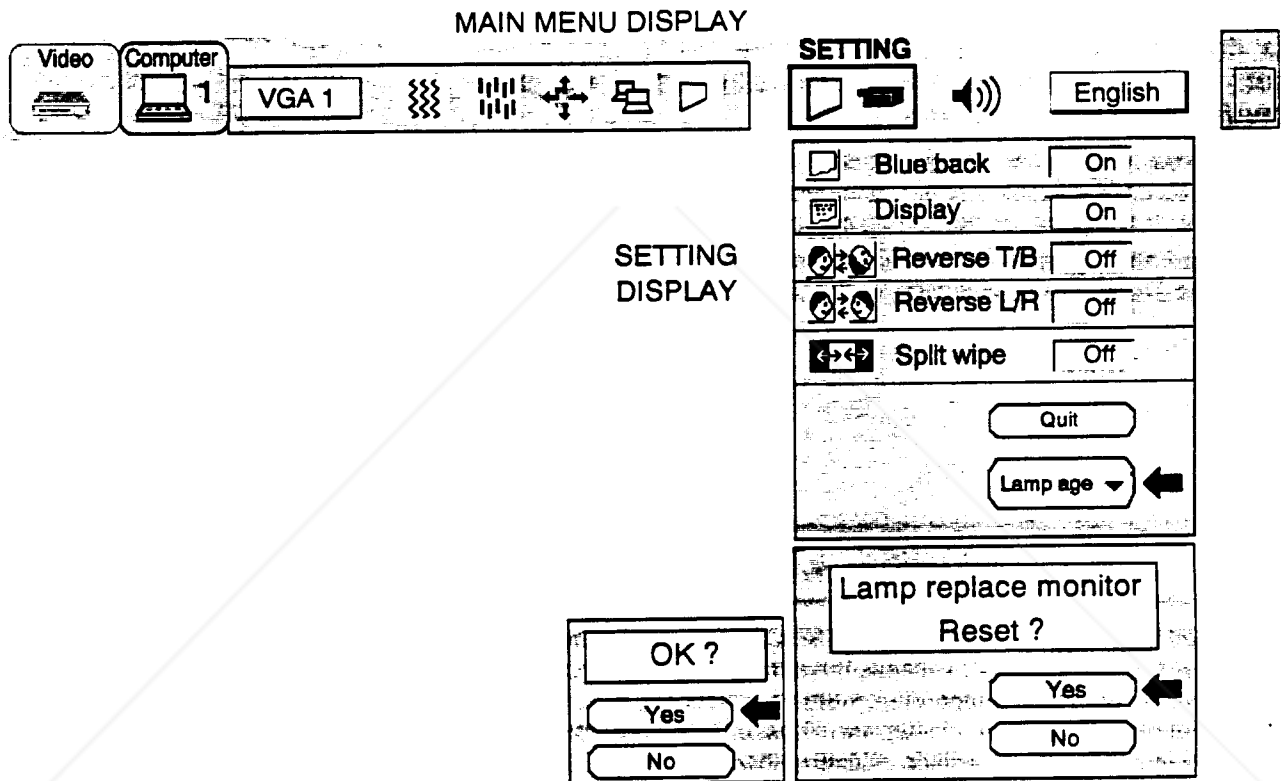 MAIN MENU DISPLAY
SETTING
Video
Computer
1
VGA 1
English
Blue back On
Display On
SETTING
DISPLAY
Reverse T/B Off
Reverse L/R Off
Split wipe Off
Quit
Lamp age
Lamp replace monitor
Reset ?
Yes
No
OK ?
Yes
No